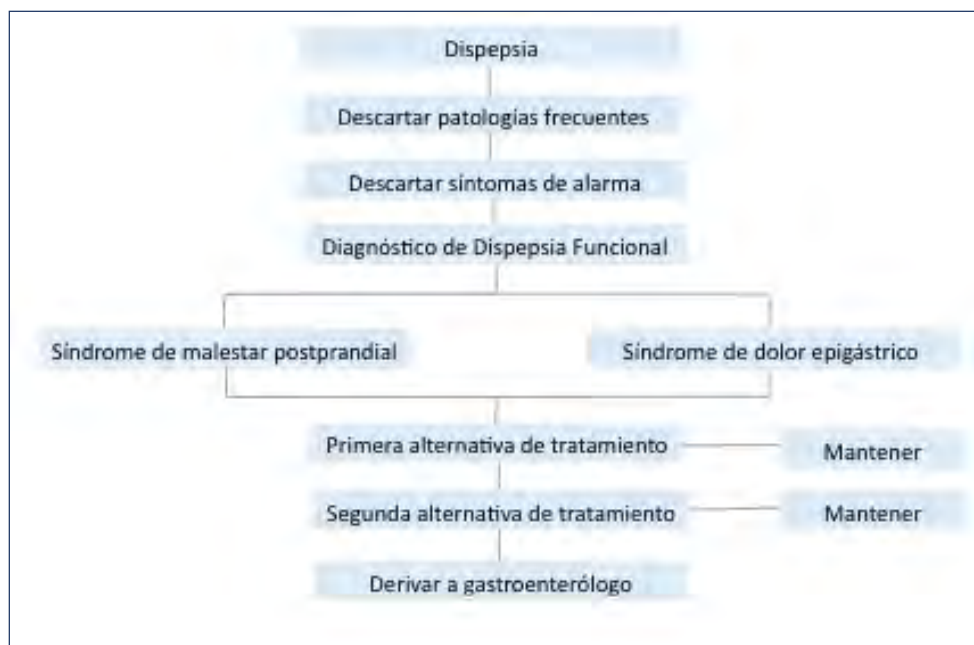 Dispepsia
Descartar patologías frecuentes
Descartar síntomas de alarma
Diagnóstico de Dispepsia Funcional
Síndrome de malestar postprandial
Síndrome de dolor epigástrico
Primera alternativa de tratamiento
Mantener
Segunda alternativa de tratamiento
Mantener
Derivar a gastroenterólogo